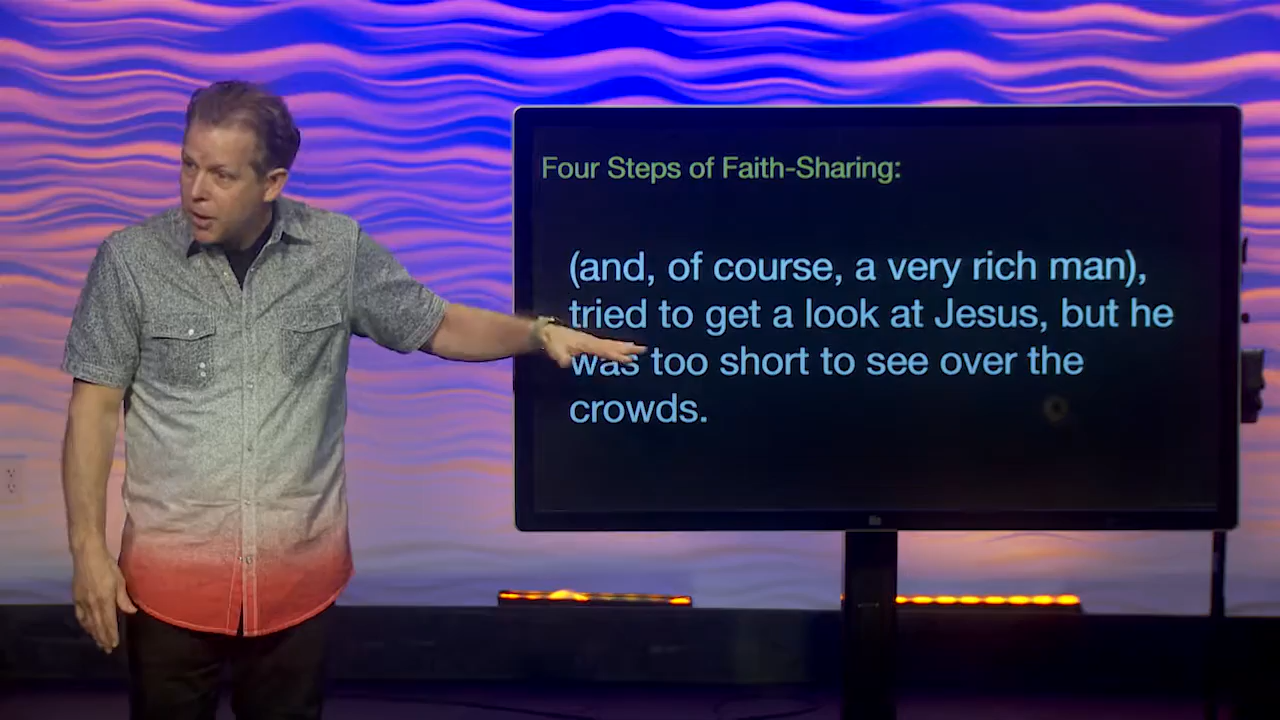 Four Steps of Faith-Sharing:
(and, of course, a very rich man),
tried to get a look at Jesus, but he
was too short to see over the
crowds.